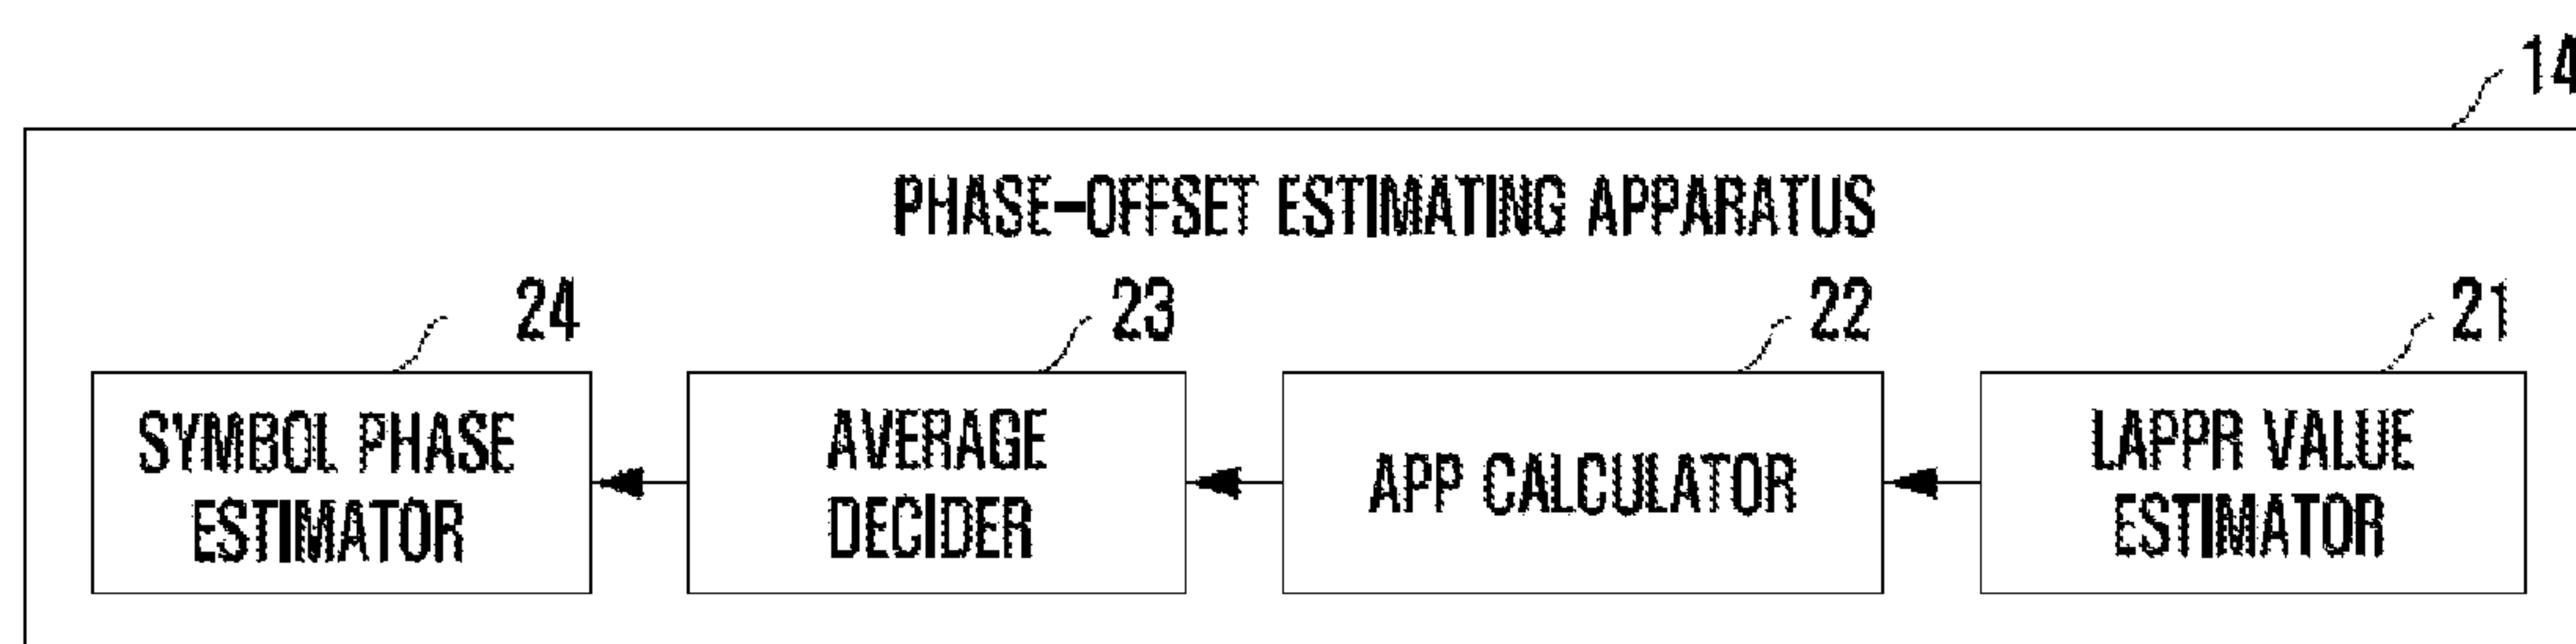 14
PHASE-OFFSET ESTIMATING APPARATUS
24
23
22
21
SYMBOL PHASE
ESTIMATOR
AVERAGE
DECIDER
APP CALCULATOR
LAPPR VALUE
ESTIMATOR